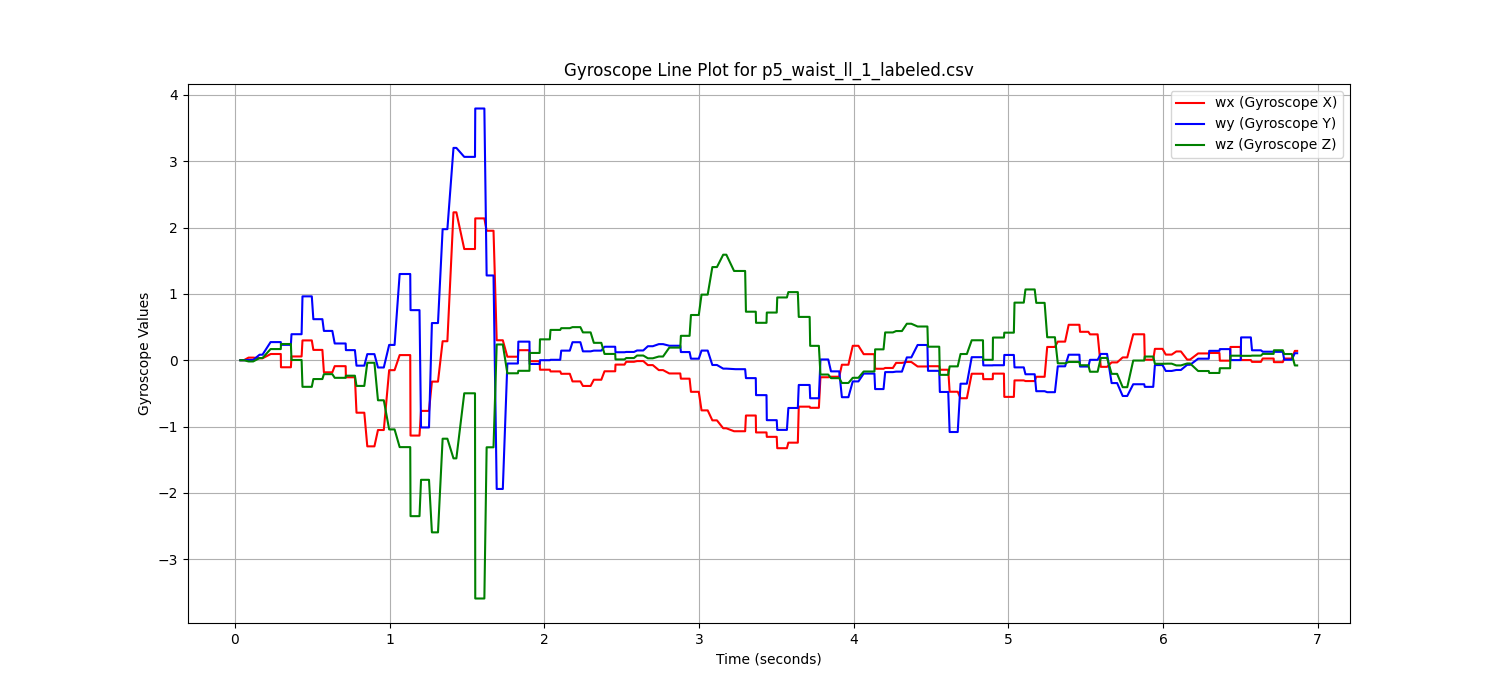 Gyroscope Line Plot for p5_waist_ll_1_labeled.csv
wx (Gyroscope X)
wy (Gyroscope Y)
wz (Gyroscope Z)
Gyroscope Values
4
3
2
1
0
−1
−2
−3
0 1 2 3 4 5 6 7
Time (seconds)